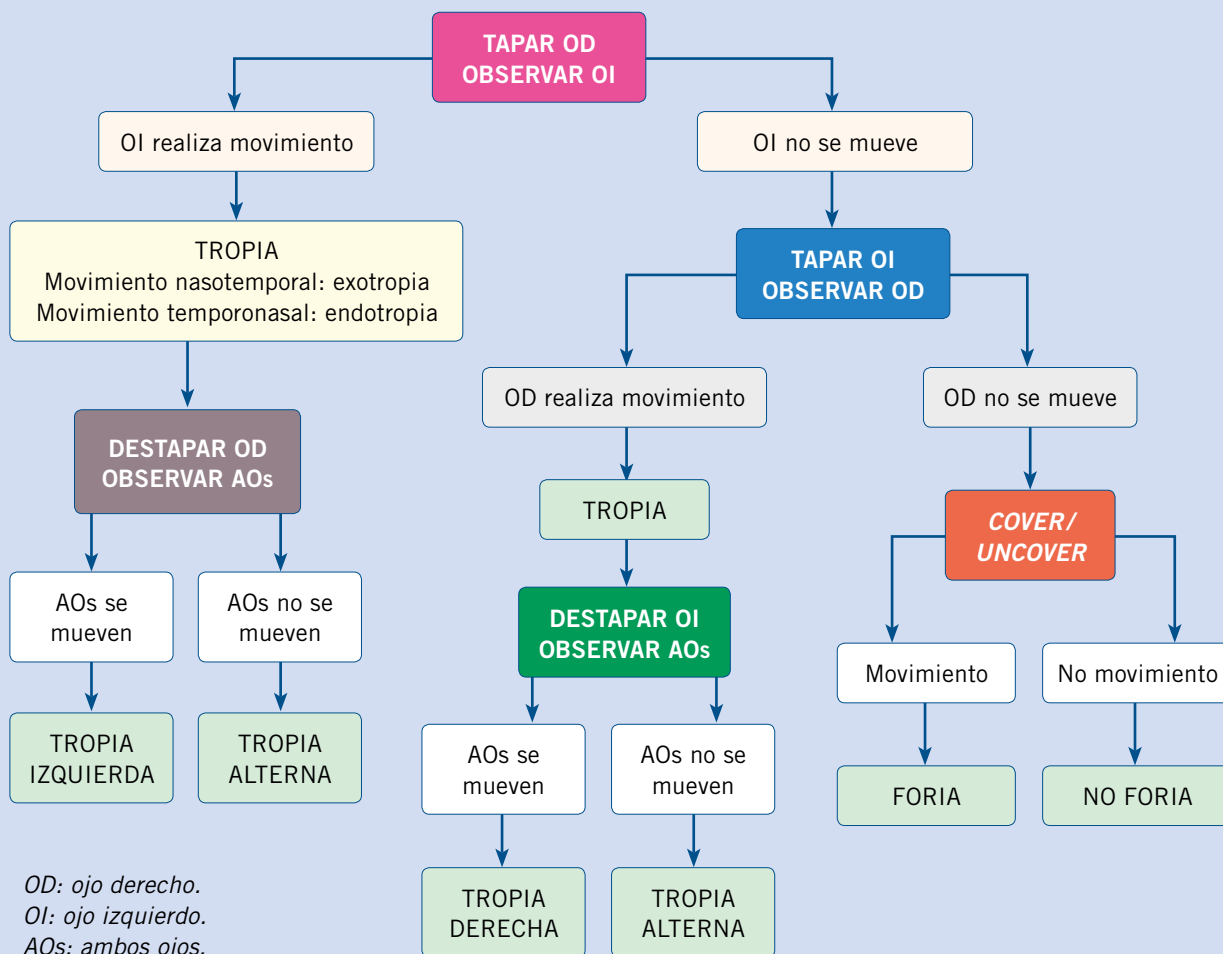 TAPAR OD
OBSERVAR OI
OI realiza movimiento
OI no se mueve
TROPIA
Movimiento nasotemporal: exotropia
Movimiento temporonasal: endotropia
TAPAR OI
OBSERVAR OD
OD realiza movimiento
OD no se mueve
DESTAPAR OD
OBSERVAR AOs
TROPIA
COVER/
UNCOVER
AOs se
mueven
AOs no se
mueven
DESTAPAR OI
OBSERVAR AOs
Movimiento
No movimiento
TROPIA
IZQUIERDA
TROPIA
ALTERNA
AOs se
mueven
AOs no se
mueven
FORIA
NO FORIA
TROPIA
DERECHA
TROPIA
ALTERNA
OD: ojo derecho.
OI: ojo izquierdo.
AOs: ambos ojos.